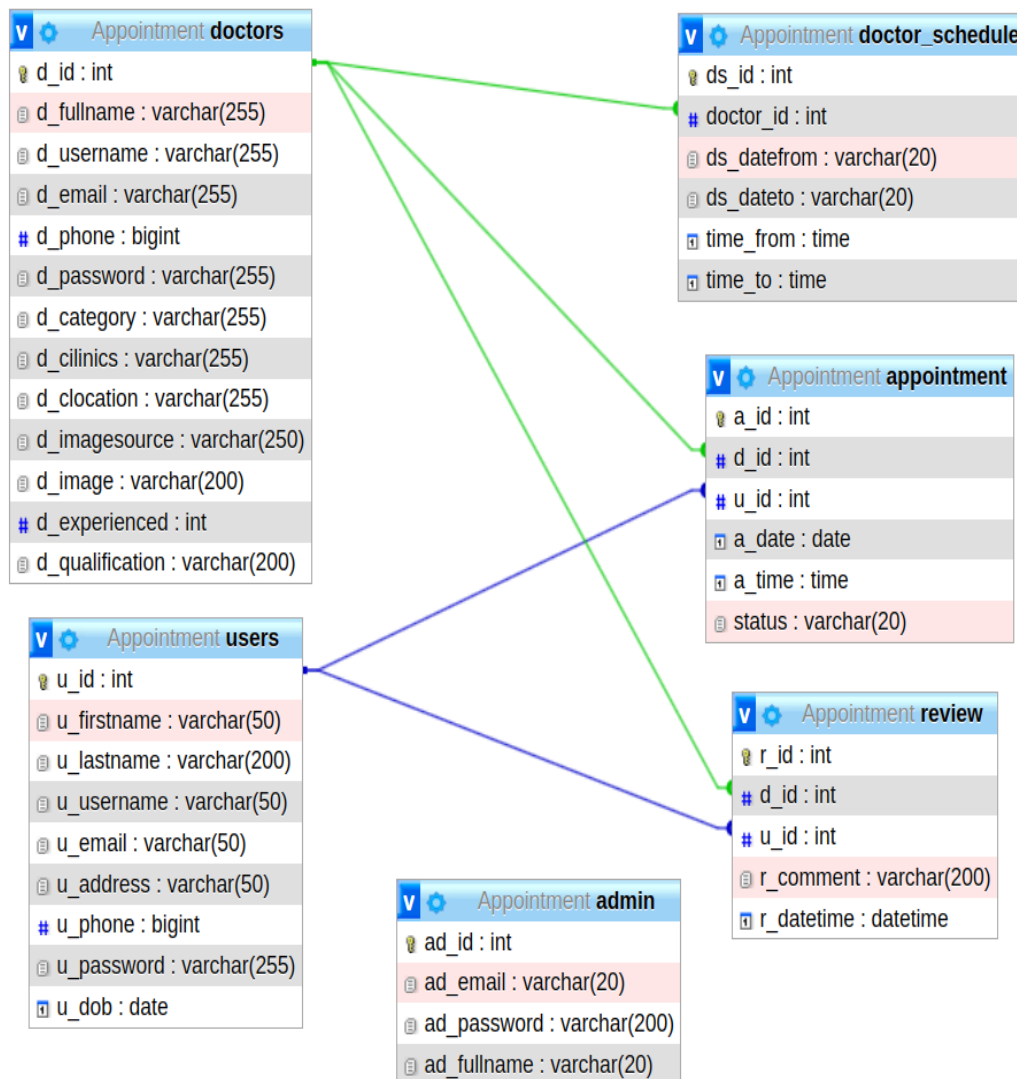 v Appointment doctors
d_id : int
d_fullname : varchar(255)
d_username : varchar(255)
d_email : varchar(255)
# d_phone : bigint
d_password : varchar(255)
d_category : varchar(255)
d_cilinics : varchar(255)
d_clocation : varchar(255)
d_imagesource : varchar(250)
d_image : varchar(200)
# d_experienced : int
d_qualification : varchar(200)
v Appointment doctor_schedule
ds_id : int
# doctor_id : int
ds_datefrom : varchar(20)
ds_dateto : varchar(20)
time_from : time
time_to : time
v Appointment appointment
a_id : int
# d_id : int
# u_id : int
a_date : date
a_time : time
status : varchar(20)
v Appointment users
u_id : int
u_firstname : varchar(50)
u_lastname : varchar(200)
u_username : varchar(50)
u_email : varchar(50)
u_address : varchar(50)
# u_phone : bigint
u_password : varchar(255)
u_dob : date
v Appointment review
r_id : int
# d_id : int
# u_id : int
r_comment : varchar(200)
r_datetime : datetime
v Appointment admin
ad_id : int
ad_email : varchar(20)
ad_password : varchar(200)
ad_fullname : varchar(20)